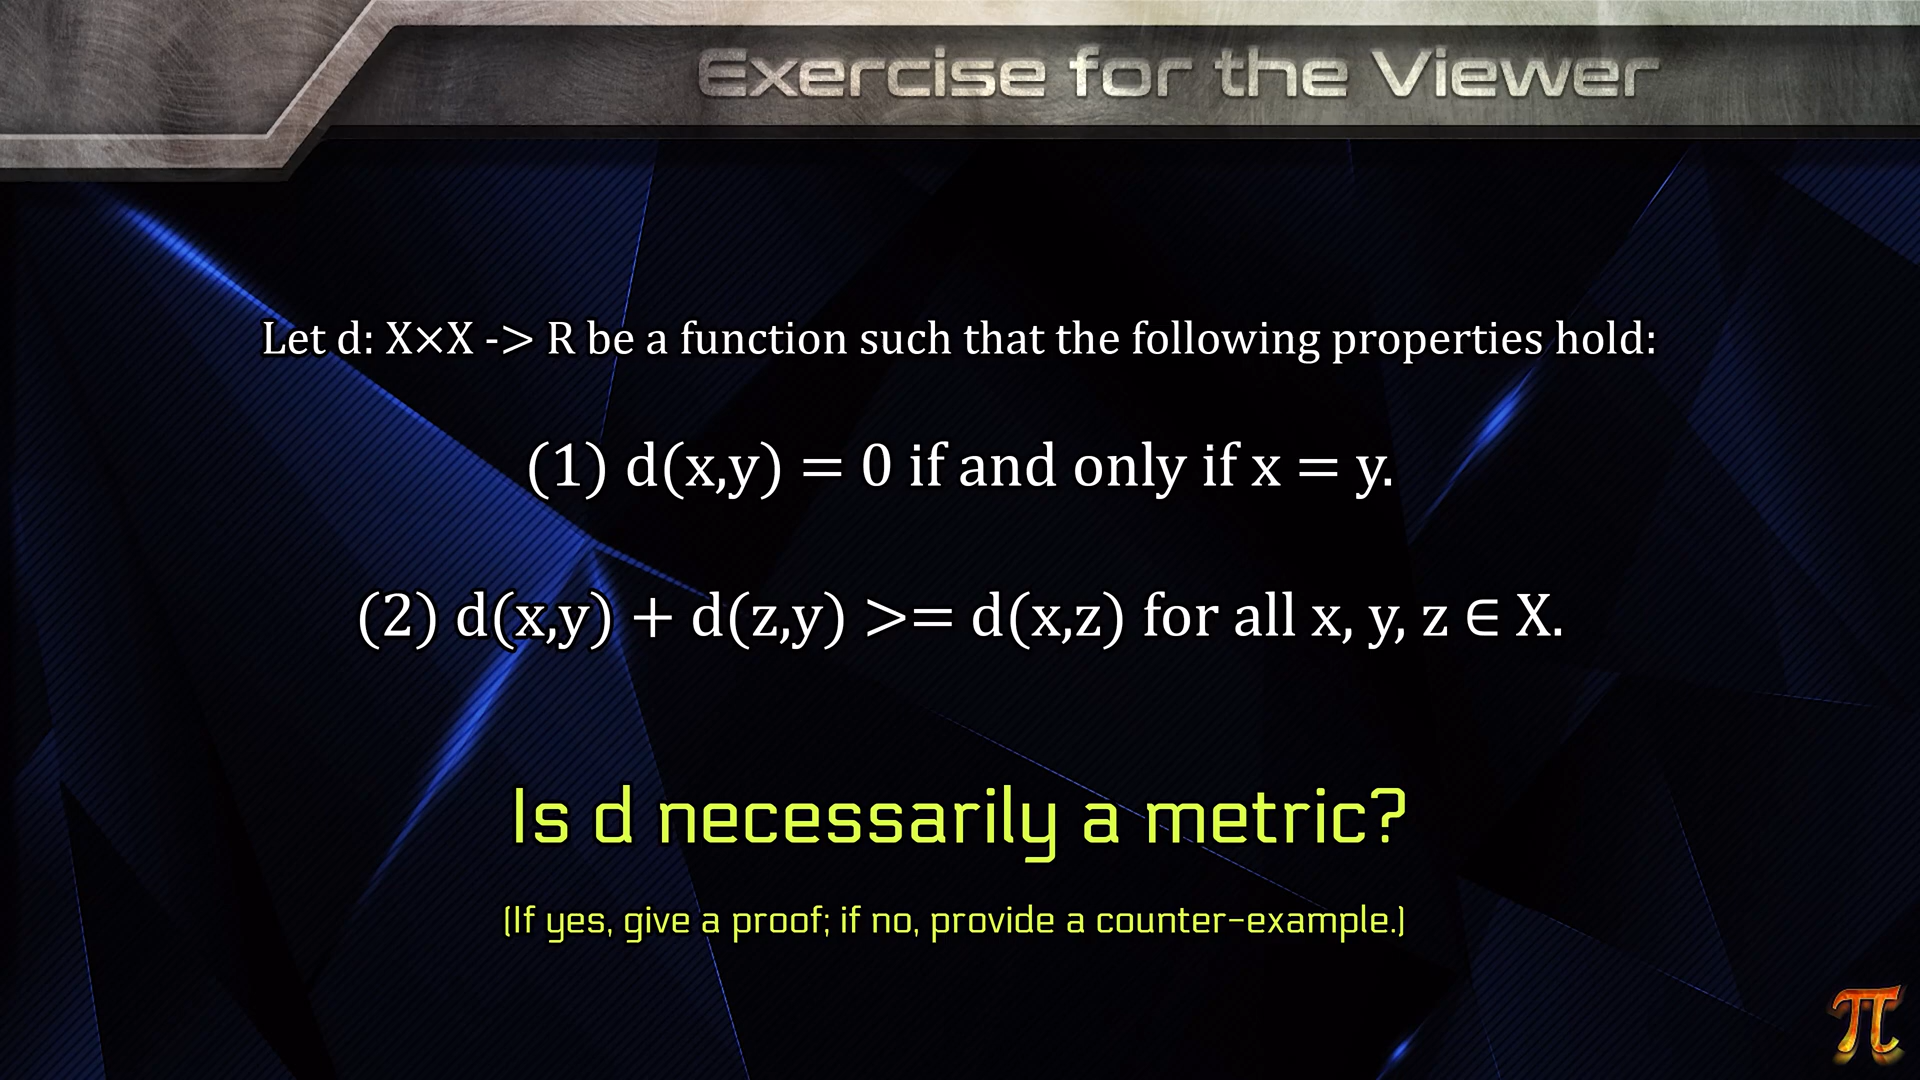 Exercise for the Viewer
Let d: X×X -> R be a function such that the following properties hold:
(1) d(x,y) = 0 if and only if x = y.
(2) d(x,y) + d(z,y) >= d(x,z) for all x, y, z ∈ X.
Is d necessarily a metric?
(If yes, give a proof; if no, provide a counter-example.)
π